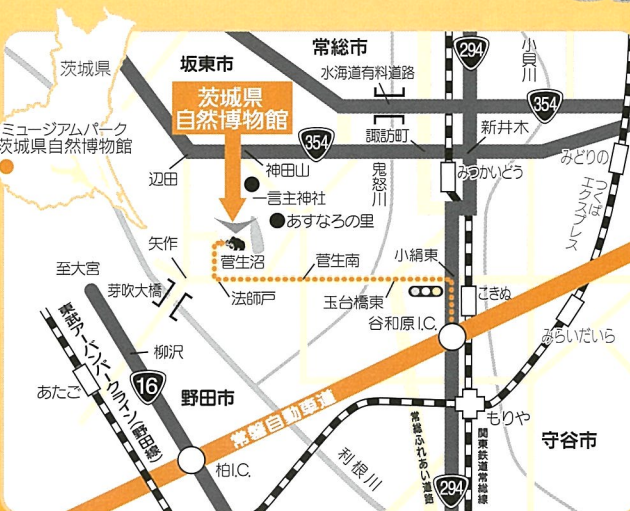 茨城県
ミュージアムパーク
茨城県自然博物館
坂東市
常総市
水海道有料道路
294
小貝川
354
茨城県
自然博物館
354
諏訪町
新井木
みどりの
つくば
エクスプレス
辺田
神田山
鬼怒川
みつかいどう
一言主神社
あすなろの里
矢作
菅生沼
菅生南
小絹東
至大宮
芽吹大橋
法師戸
玉台橋東
こきぬ
谷和原I.C.
みらいだいら
東武アーバンパークライン(野田線)
柳沢
あたご
16
野田市
常磐自動車道
もりや
守谷市
柏I.C.
利根川
常総ふれあい道路
関東鉄道常総線
294